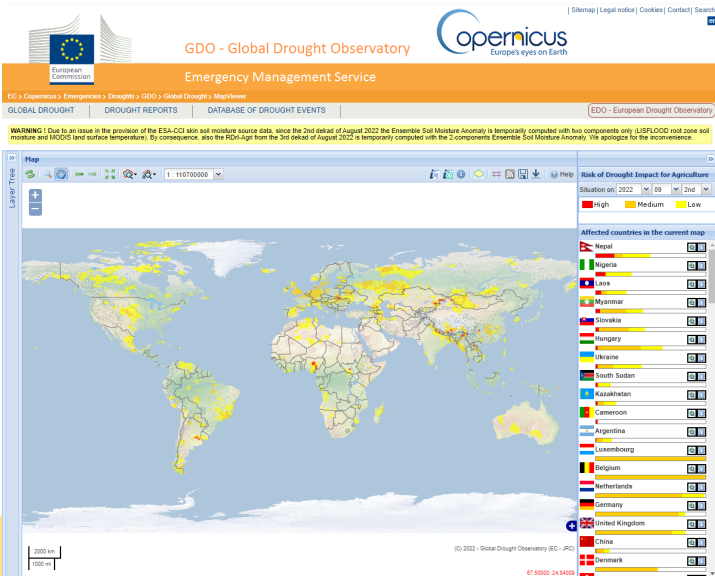 | Sitemap | Legal notice | Cookies | Contact | Search
en
European
Commission
GDO - Global Drought Observatory
opernicus
Europe's eyes on Earth
Emergency Management Service
EC > Copernicus > Emergencies > Droughts > GDO > Global Drought > MapViewer
GLOBAL DROUGHT | DROUGHT REPORTS | DATABASE OF DROUGHT EVENTS |
EDO - European Drought Observatory
WARNING ! Due to an issue in the provision of the ESA-CCI skin soil moisture source data, since the 2nd dekad of August 2022 the Ensemble Soil Moisture Anomaly is temporarily computed with two components only (LISFLOOD root zone soil
moisture and MODIS land surface temperature). By consequence, also the RDrI-Agri from the 3rd dekad of August 2022 is temporarily computed with the 2-components Ensemble Soil Moisture Anomaly. We apologize for the inconvenience.
Layer Tree
Map
1 : 110700000
Help
Risk of Drought Impact for Agriculture
Situation on: 2022 09 2nd
High Medium Low
Affected countries in the current map
Nepal
Nigeria
Laos
Myanmar
Slovakia
Hungary
Ukraine
South Sudan
Kazakhstan
Cameroon
Argentina
Luxembourg
Belgium
Netherlands
Germany
United Kingdom
China
Denmark
2000 km
1000 mi
(C) 2022 - Global Drought Observatory (EC - JRC)
67.50000, 24.84009